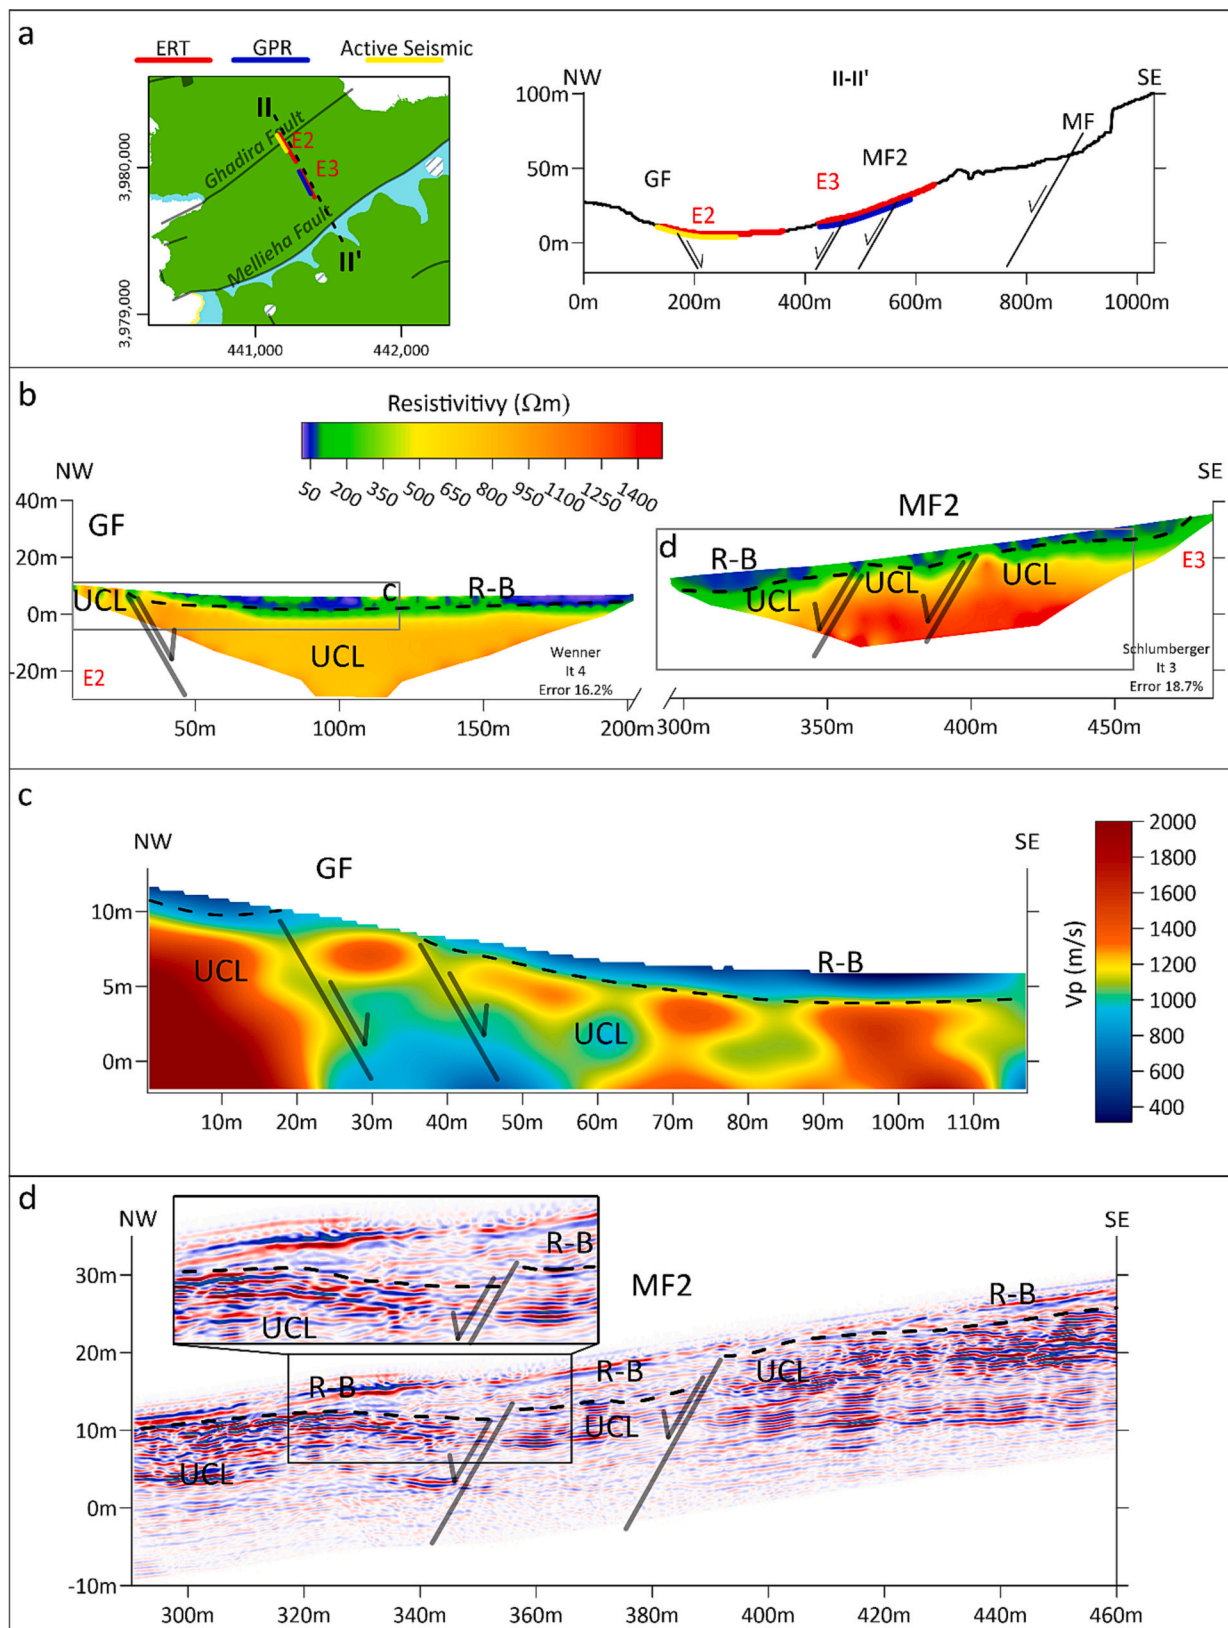 a
ERT GPR Active Seismic
II
Ghadira Fault
E2
E3
Mellieha Fault
II'
3,980,000
3,979,000
441,000 442,000
NW II-II' SE
100m
50m
0m
GF
E2
E3
MF2
MF
0m 200m 400m 600m 800m 1000m
b
Resistivitivy (Ωm)
50 200 350 500 650 800 950 1100 1250 1400
NW
SE
40m
20m
0m
-20m
GF
UCL
c
R-B
UCL
E2
Wenner
It 4
Error 16.2%
50m 100m 150m 200m
MF2
d
R-B
UCL
UCL
UCL
E3
Schlumberger
It 3
Error 18.7%
300m 350m 400m 450m
c
NW
SE
GF
10m
5m
0m
UCL
UCL
R-B
10m 20m 30m 40m 50m 60m 70m 80m 90m 100m 110m
Vp (m/s)
2000
1800
1600
1400
1200
1000
800
600
400
d
NW
SE
R-B
UCL
MF2
30m
20m
10m
0m
-10m
R-B
R-B
R-B
UCL
UCL
UCL
300m 320m 340m 360m 380m 400m 420m 440m 460m